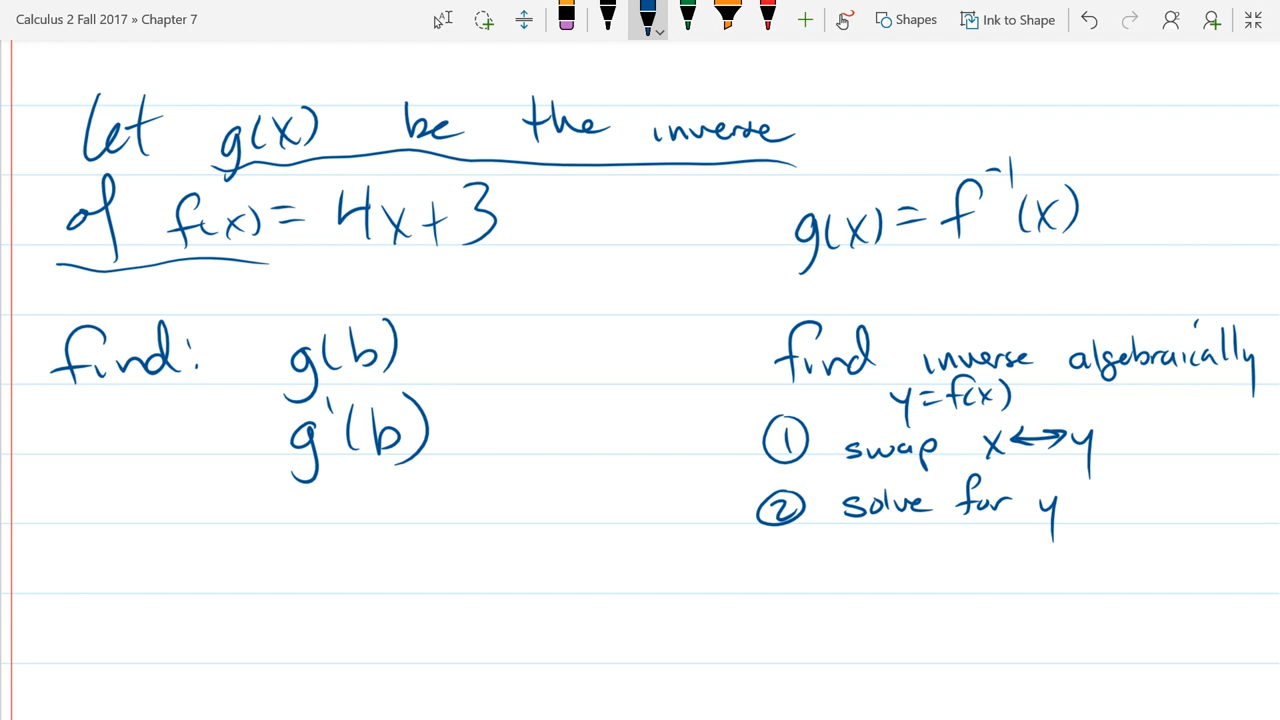 Calculus 2 Fall 2017 » Chapter 7
Shapes
Ink to Shape
Let g(x) be the inverse
of f(x) = 4x+3
g(x) = f⁻¹(x)
find: g(b)
g'(b)
find inverse algebraically
y = f(x)
① swap x ↔ y
② solve for y